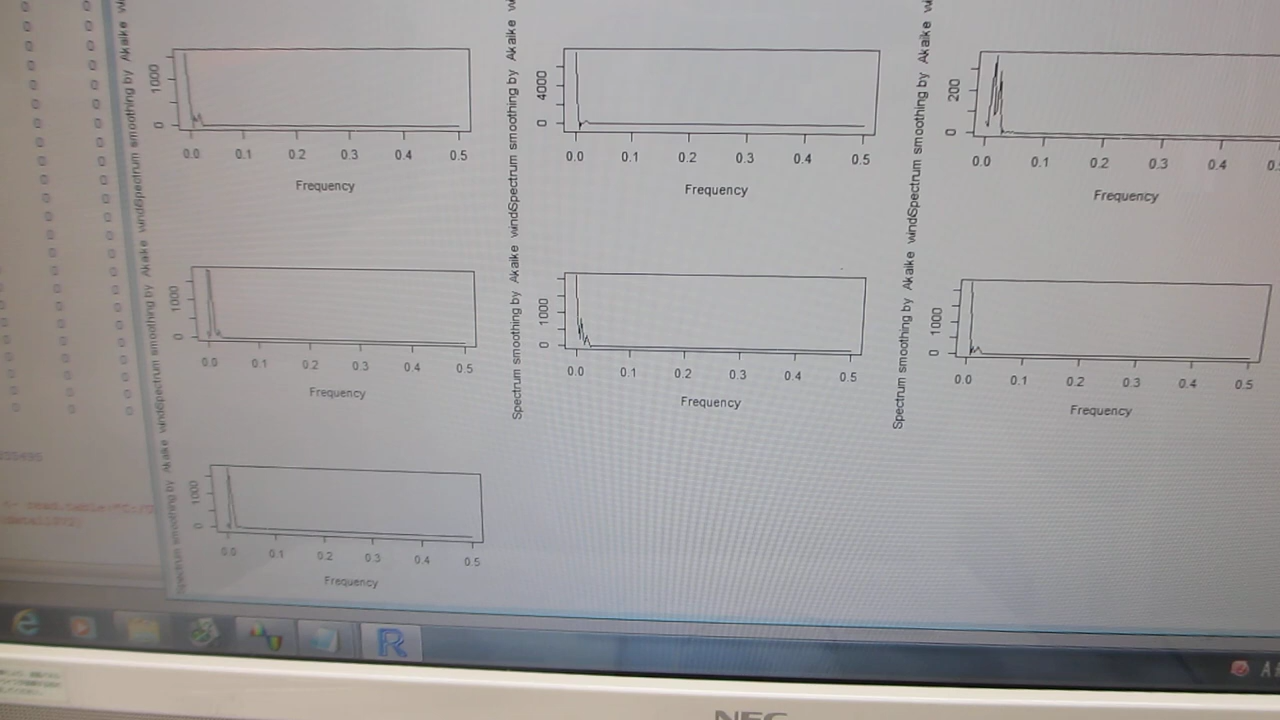 Spectrum smoothing by Akaike wind
1000
0
0.0 0.1 0.2 0.3 0.4 0.5
Frequency
Spectrum smoothing by Akaike wind
4000
0
0.0 0.1 0.2 0.3 0.4 0.5
Frequency
Spectrum smoothing by Akaike wind
200
0
0.0 0.1 0.2 0.3 0.4
Frequency
Spectrum smoothing by Akaike wind
1000
0
0.0 0.1 0.2 0.3 0.4 0.5
Frequency
Spectrum smoothing by Akaike
1000
0
0.0 0.1 0.2 0.3 0.4 0.5
Frequency
Spectrum smoothing by Akaike
1000
0
0.0 0.1 0.2 0.3 0.4 0.5
Frequency
Spectrum smoothing by Akaike
1000
0
0.0 0.1 0.2 0.3 0.4 0.5
Frequency
R
NEC